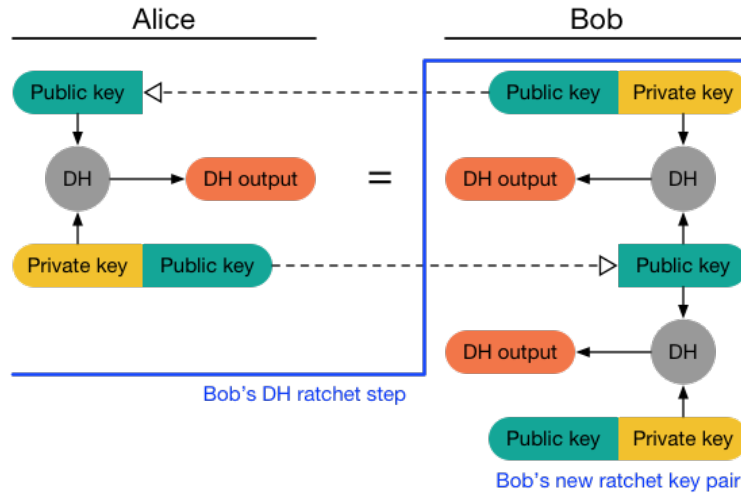 Alice
Bob
Public key
Public key
Private key
DH
DH output
=
DH output
DH
Private key
Public key
Public key
DH output
DH
Bob's DH ratchet step
Public key
Private key
Bob's new ratchet key pair